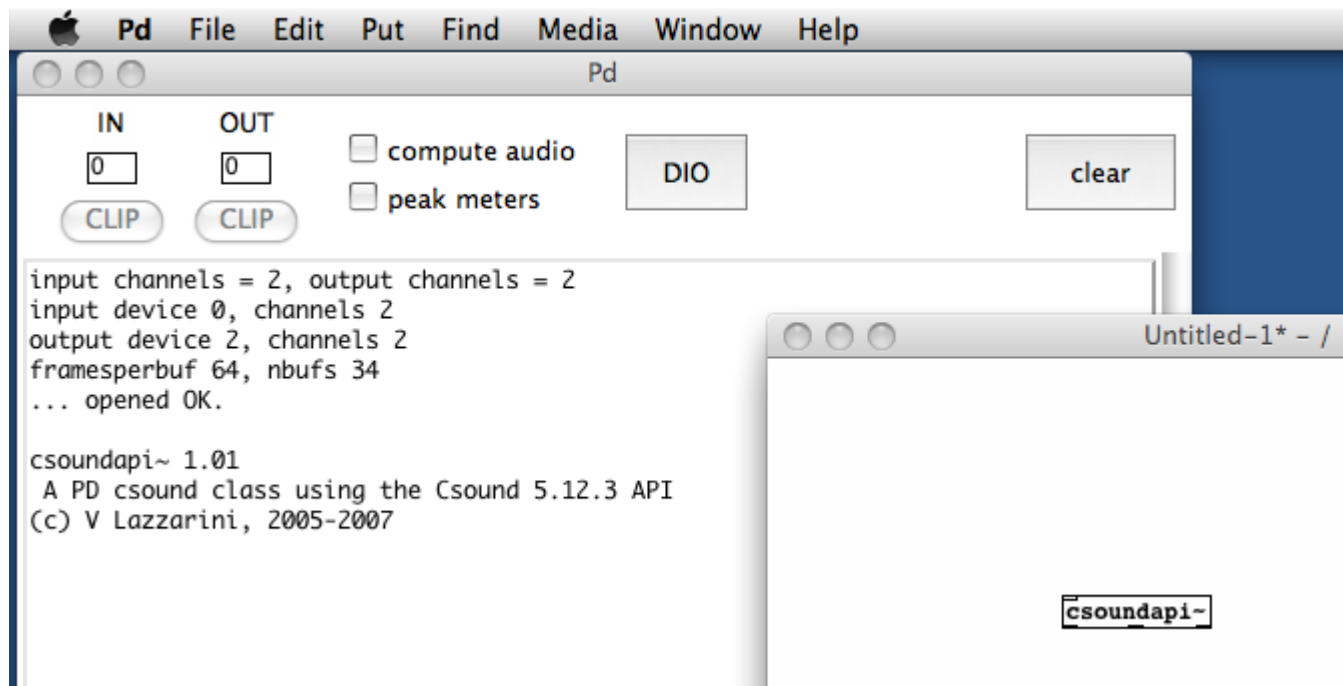 Pd File Edit Put Find Media Window Help
Pd
IN OUT
compute audio
0 0
DIO
clear
peak meters
CLIP CLIP
input channels = 2, output channels = 2
input device 0, channels 2
output device 2, channels 2
framesperbuf 64, nbufs 34
... opened OK.
csoundapi~ 1.01
A PD csound class using the Csound 5.12.3 API
(c) V Lazzarini, 2005-2007
Untitled-1* - /
csoundapi~